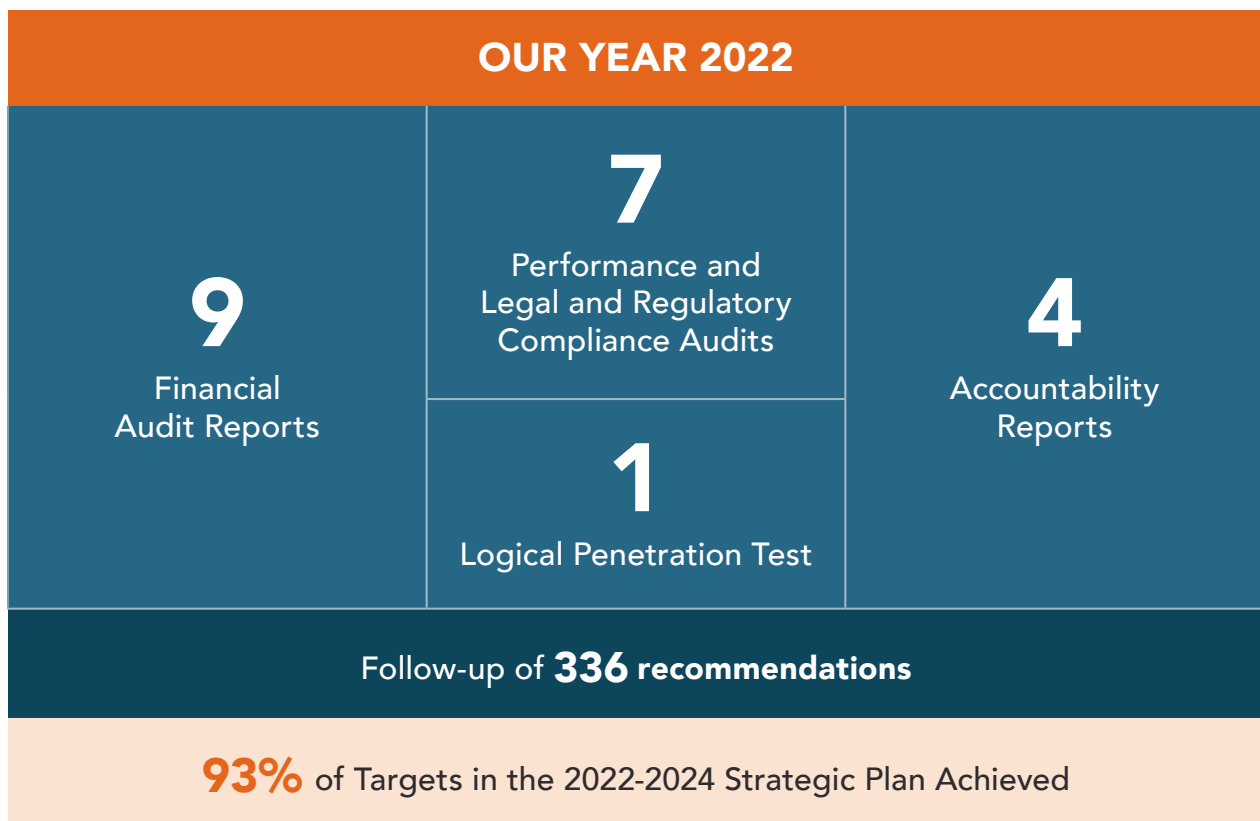 OUR YEAR 2022
9
Financial
Audit Reports
7
Performance and
Legal and Regulatory
Compliance Audits
1
Logical Penetration Test
4
Accountability
Reports
Follow-up of 336 recommendations
93% of Targets in the 2022-2024 Strategic Plan Achieved